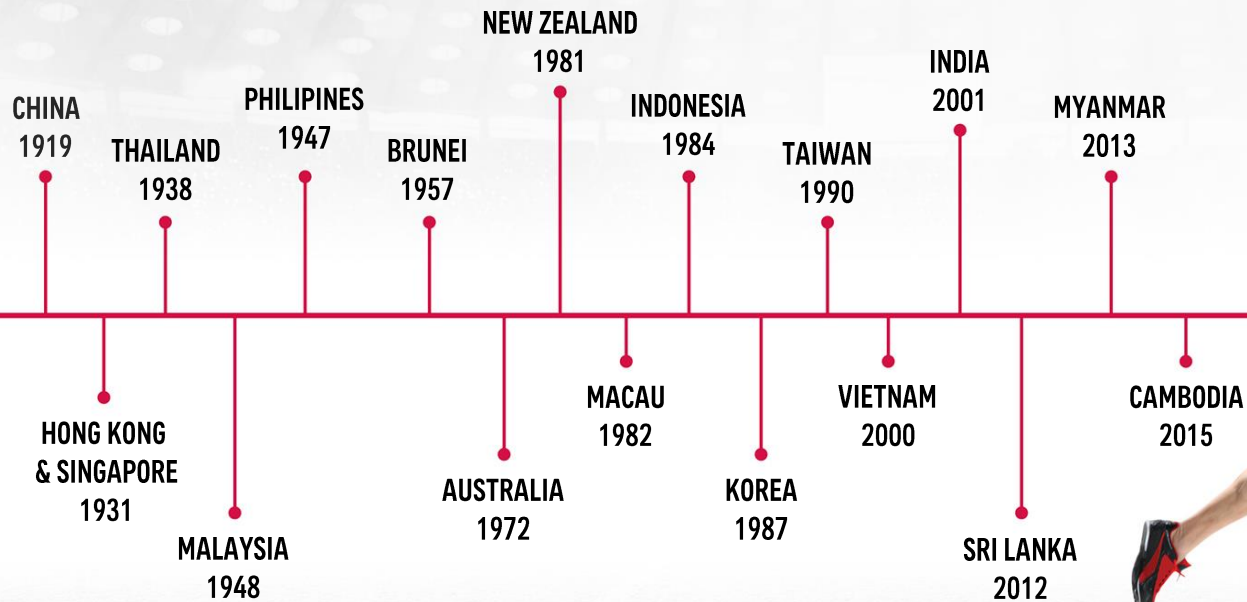 CHINA
1919
HONG KONG
& SINGAPORE
1931
THAILAND
1938
MALAYSIA
1948
PHILIPINES
1947
BRUNEI
1957
AUSTRALIA
1972
NEW ZEALAND
1981
MACAU
1982
INDONESIA
1984
KOREA
1987
TAIWAN
1990
VIETNAM
2000
INDIA
2001
SRI LANKA
2012
MYANMAR
2013
CAMBODIA
2015